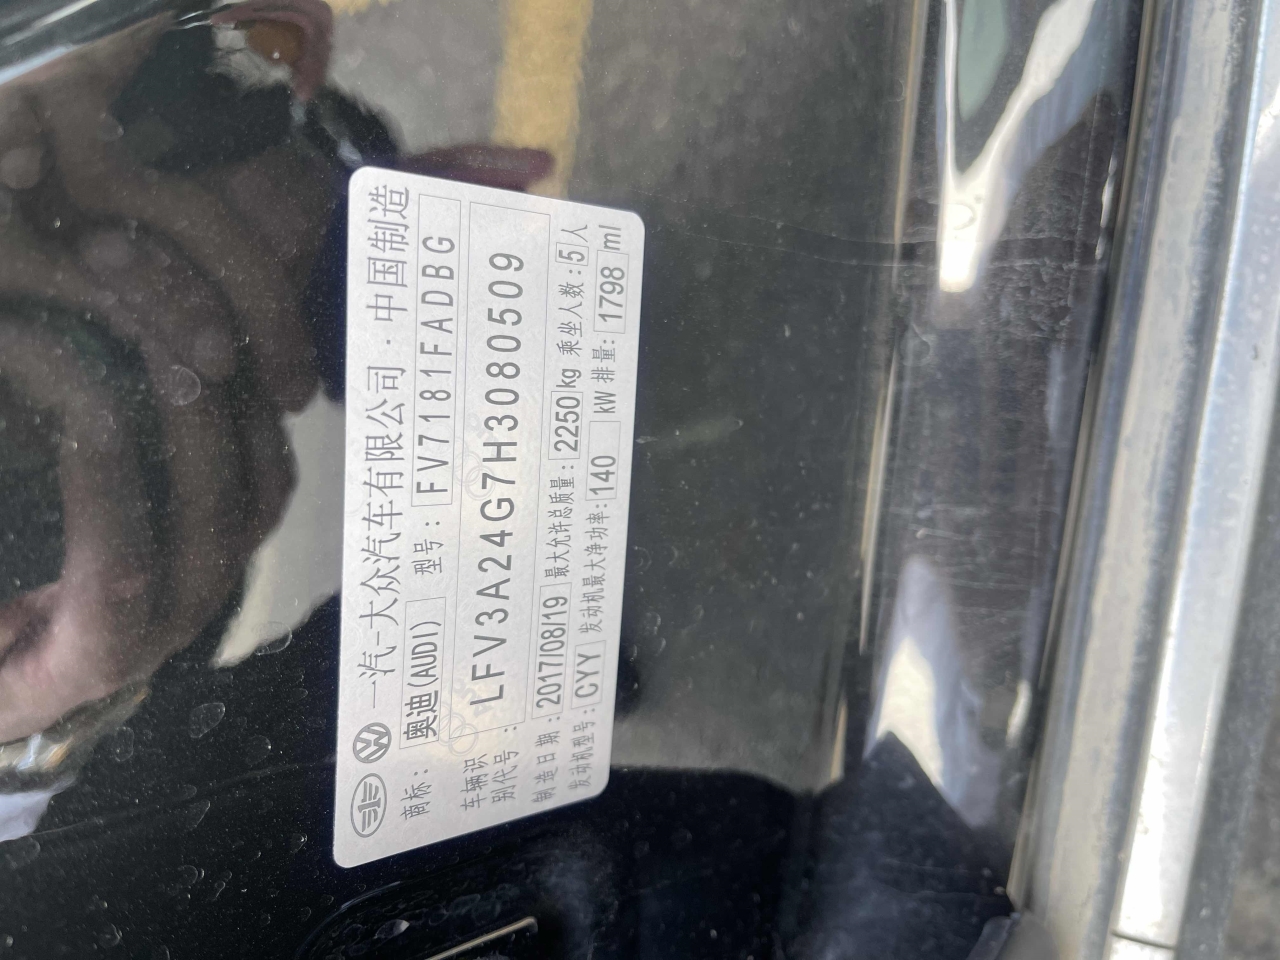 一汽-大众汽车有限公司·中国制造
商标: 奥迪(AUDI) 型号: FV7181FADBG
车辆识别代号: LFV3A24G7H3080509
制造日期: 2017/08/19 最大允许总质量: 2250 kg 乘坐人数: 5 人
发动机型号: CYY 发动机最大净功率: 140 kW 排量: 1798 ml